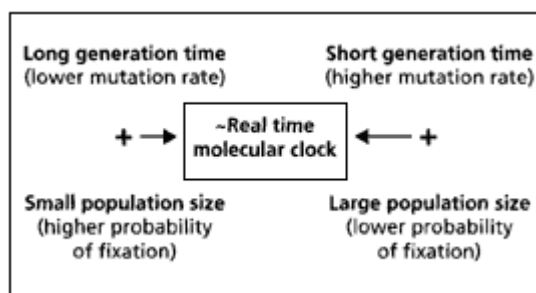 Long generation time
(lower mutation rate)
Short generation time
(higher mutation rate)
+
~Real time
molecular clock
+
Small population size
(higher probability
of fixation)
Large population size
(lower probability
of fixation)